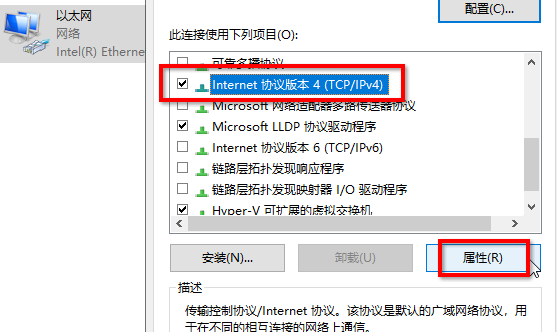 以太网
网络
Intel(R) Etherne
配置(C)...
此连接使用下列项目(O):
可靠多播协议
Internet 协议版本 4 (TCP/IPv4)
Microsoft 网络适配器多路传送器协议
Microsoft LLDP 协议驱动程序
Internet 协议版本 6 (TCP/IPv6)
链路层拓扑发现响应程序
链路层拓扑发现映射器 I/O 驱动程序
Hyper-V 可扩展的虚拟交换机
安装(N)...
卸载(U)
属性(R)
描述
传输控制协议/Internet 协议。该协议是默认的广域网络协议，用
于在不同的相互连接的网络上通信。